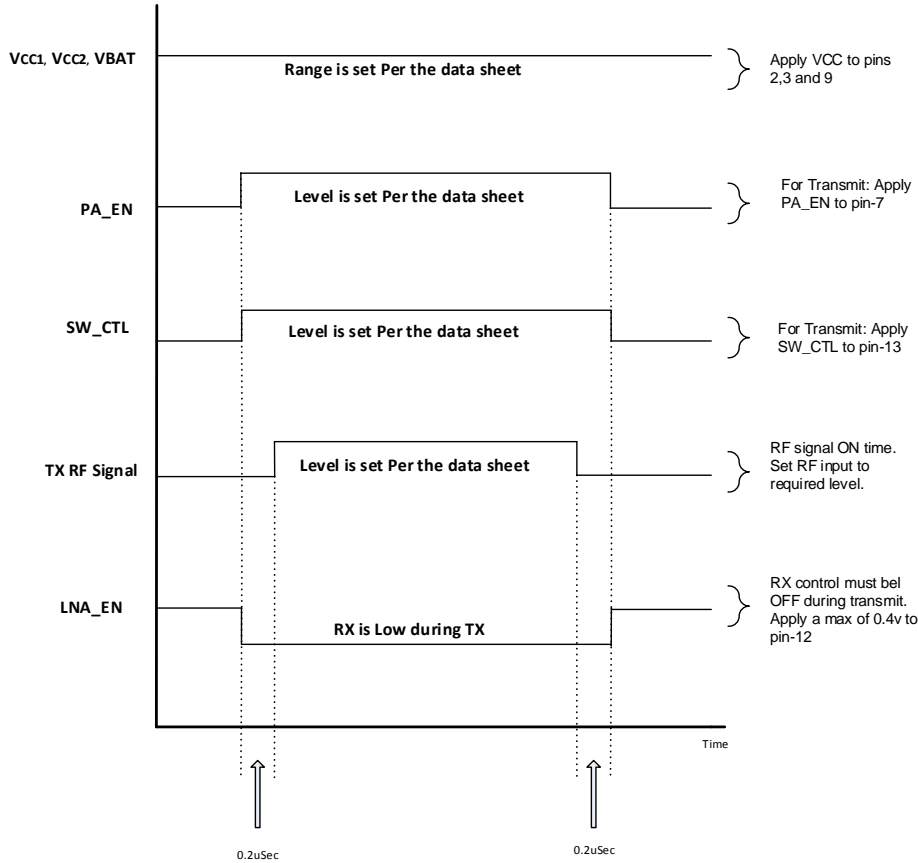 Vcc1, Vcc2, VBAT
Range is set Per the data sheet
Apply VCC to pins
2,3 and 9
PA_EN
Level is set Per the data sheet
For Transmit: Apply
PA_EN to pin-7
SW_CTL
Level is set Per the data sheet
For Transmit: Apply
SW_CTL to pin-13
TX RF Signal
Level is set Per the data sheet
RF signal ON time.
Set RF input to
required level.
LNA_EN
RX is Low during TX
RX control must bel
OFF during transmit.
Apply a max of 0.4v to
pin-12
Time
0.2uSec
0.2uSec